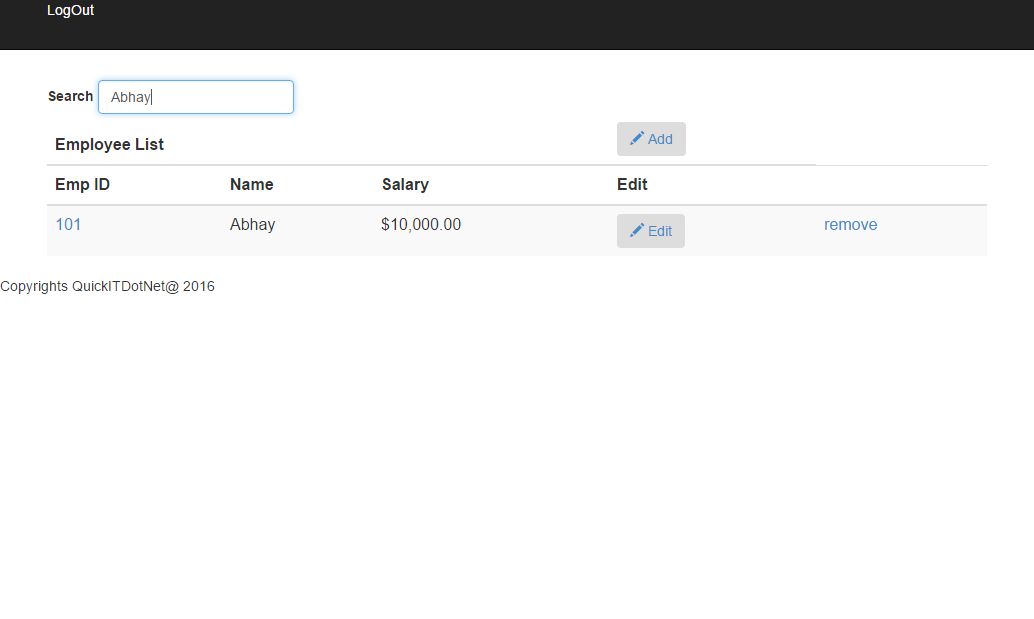 LogOut
Search Abhay
Employee List Add
Emp ID Name Salary Edit
101 Abhay $10,000.00 Edit remove
Copyrights QuickITDotNet@ 2016